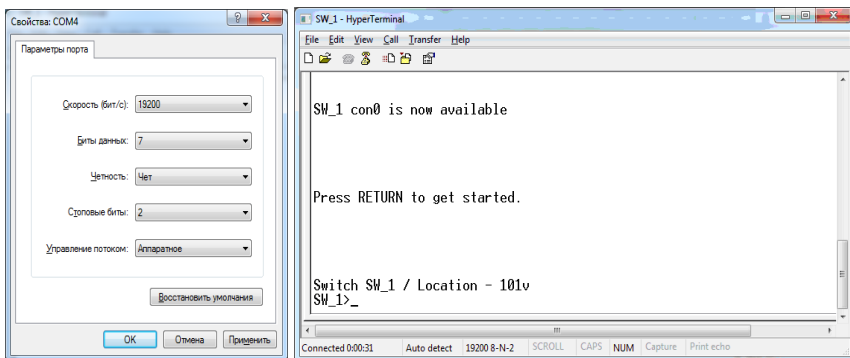 Свойства: COM4
Параметры порта
Скорость (бит/с): 19200
Биты данных: 7
Четность: Чет
Стоповые биты: 2
Управление потоком: Аппаратное
Восстановить умолчания
OK Отмена Применить
SW_1 - HyperTerminal
File Edit View Call Transfer Help
SW_1 con0 is now available
Press RETURN to get started.
Switch SW_1 / Location - 101v
SW_1>_
Connected 0:00:31 Auto detect 19200 8-N-2 SCROLL CAPS NUM Capture Print echo